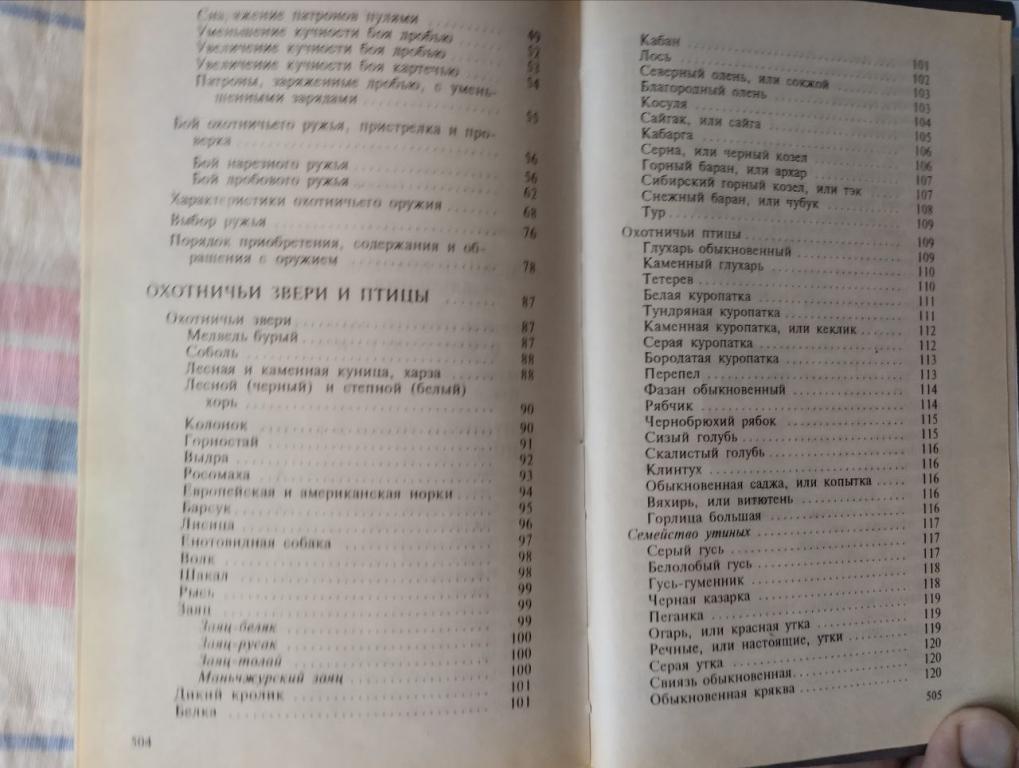 Снаряжение патронов пулями
Уменьшение кучности боя дробью 49
Увеличение кучности боя дробью 52
Увеличение кучности боя картечью 53
Патроны, заряженные дробью, с умень- 54
шенными зарядами 55
Бой охотничьего ружья, пристрелка и про-
верка 56
Бой нарезного ружья 56
Бой дробового ружья 62
Характеристики охотничьего оружия 68
Выбор ружья 76
Порядок приобретения, содержания и об-
ращения с оружием 78
ОХОТНИЧЬИ ЗВЕРИ И ПТИЦЫ 87
Охотничьи звери 87
Медведь бурый 87
Соболь 88
Лесная и каменная куница, харза 88
Лесной (черный) и степной (белый)
хорь 90
Колонок 90
Горностай 91
Выдра 92
Росомаха 93
Европейская и американская норки 94
Барсук 95
Лисица 96
Енотовидная собака 97
Волк 98
Шакал 98
Рысь 99
Заяц 99
Заяц-беляк 99
Заяц-русак 100
Заяц-толай 100
Маньчжурский заяц 100
Дикий кролик 101
Белка 101
504
Кабан 101
Лось 102
Северный олень, или сокжой 103
Благородный олень 103
Косуля 104
Сайгак, или сайга 105
Кабарга 106
Серна, или черный козел 106
Горный баран, или архар 107
Сибирский горный козел, или тэк 107
Снежный баран, или чубук 108
Тур 109
Охотничьи птицы 109
Глухарь обыкновенный 109
Каменный глухарь 110
Тетерев 110
Белая куропатка 111
Тундряная куропатка 111
Каменная куропатка, или кеклик 112
Серая куропатка 112
Бородатая куропатка 113
Перепел 113
Фазан обыкновенный 114
Рябчик 114
Чернобрюхий рябок 115
Сизый голубь 115
Скалистый голубь 116
Клинтух 116
Обыкновенная саджа, или копытка 116
Вяхирь, или витютень 116
Горлица большая 116
Семейство утиных 117
Серый гусь 117
Белолобый гусь 117
Гусь-гуменник 118
Черная казарка 118
Пеганка 119
Огарь, или красная утка 119
Речные, или настоящие, утки 119
Серая утка 120
Свиязь обыкновенная 120
Обыкновенная кряква 120
505